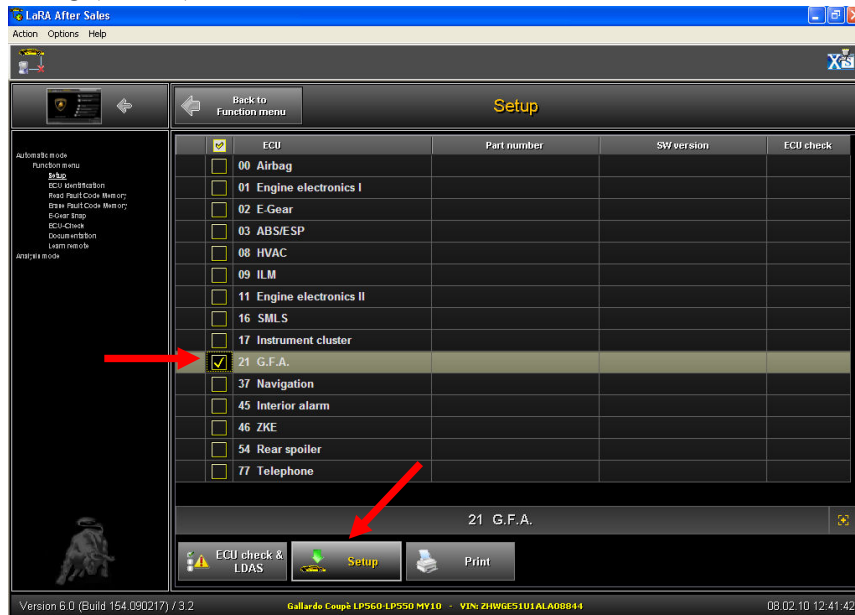 LaRA After Sales
Action Options Help
Back to
Function menu
Setup
Automatic mode
Function menu
Setup
ECU Identification
Read Fault Code Memory
Erase Fault Code Memory
E-Gear Snap
ECU-Check
Documentation
Learn remote
Analysis mode
ECU Part number SW version ECU check
00 Airbag
01 Engine electronics I
02 E-Gear
03 ABS/ESP
08 HVAC
09 ILM
11 Engine electronics II
16 SMLS
17 Instrument cluster
21 G.F.A.
37 Navigation
45 Interior alarm
46 ZKE
54 Rear spoiler
77 Telephone
21 G.F.A.
ECU check &
LDAS
Setup
Print
Version 6.0 (Build 154.090217) / 3.2 Gallardo Coupè LP560-LP550 MY10 - VIN: ZHWGE51U1ALA08844 08.02.10 12:41:42